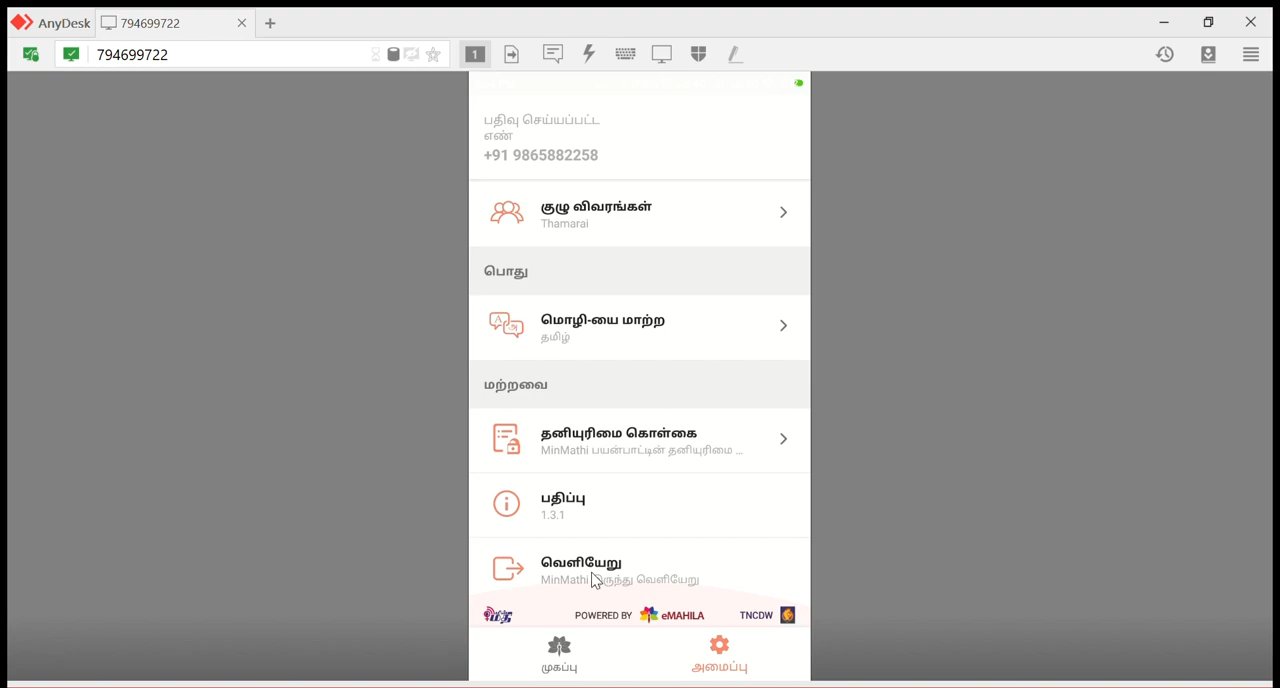 AnyDesk
794699722
794699722
1
பதிவு செய்யப்பட்ட
எண்
+91 9865882258
குழு விவரங்கள்
Thamarai
பொது
மொழி-யை மாற்ற
தமிழ்
மற்றவை
தனியுரிமை கொள்கை
MinMathi பயன்பாட்டின் தனியுரிமை ...
பதிப்பு
1.3.1
வெளியேறு
MinMathi வெளியேறு
POWERED BY eMAHILA TNCDW
முகப்பு
அமைப்பு